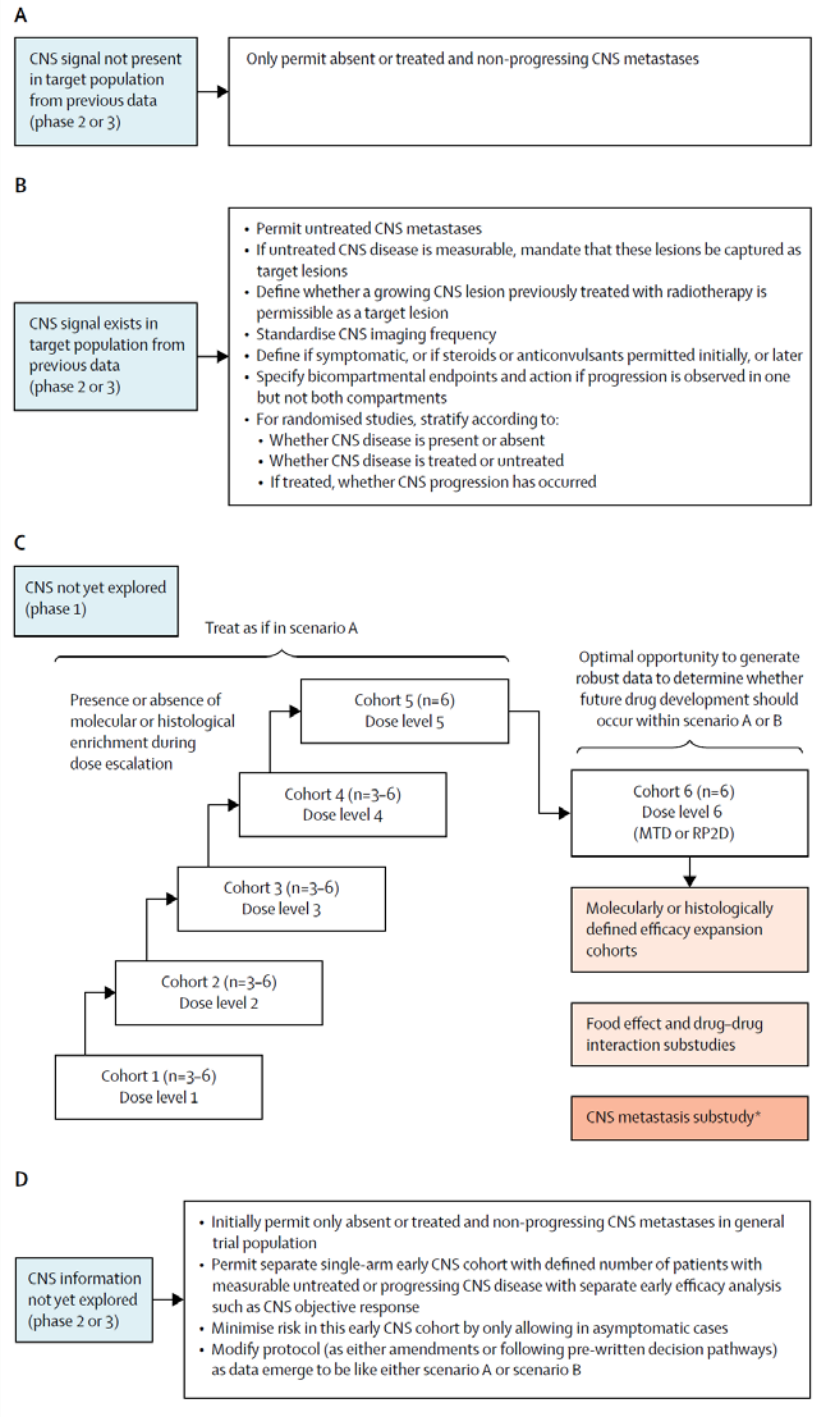 A
CNS signal not present
in target population
from previous data
(phase 2 or 3)
Only permit absent or treated and non-progressing CNS metastases
B
CNS signal exists in
target population from
previous data
(phase 2 or 3)
• Permit untreated CNS metastases
• If untreated CNS disease is measurable, mandate that these lesions be captured as
target lesions
• Define whether a growing CNS lesion previously treated with radiotherapy is
permissible as a target lesion
• Standardise CNS imaging frequency
• Define if symptomatic, or if steroids or anticonvulsants permitted initially, or later
• Specify bicompartmental endpoints and action if progression is observed in one
but not both compartments
• For randomised studies, stratify according to:
• Whether CNS disease is present or absent
• Whether CNS disease is treated or untreated
• If treated, whether CNS progression has occurred
C
CNS not yet explored
(phase 1)
Treat as if in scenario A
Presence or absence of
molecular or histological
enrichment during
dose escalation
Cohort 5 (n=6)
Dose level 5
Cohort 4 (n=3–6)
Dose level 4
Cohort 3 (n=3–6)
Dose level 3
Cohort 2 (n=3–6)
Dose level 2
Cohort 1 (n=3–6)
Dose level 1
Optimal opportunity to generate
robust data to determine whether
future drug development should
occur within scenario A or B
Cohort 6 (n=6)
Dose level 6
(MTD or RP2D)
Molecularly or histologically
defined efficacy expansion
cohorts
Food effect and drug–drug
interaction substudies
CNS metastasis substudy*
D
CNS information
not yet explored
(phase 2 or 3)
• Initially permit only absent or treated and non-progressing CNS metastases in general
trial population
• Permit separate single-arm early CNS cohort with defined number of patients with
measurable untreated or progressing CNS disease with separate early efficacy analysis
such as CNS objective response
• Minimise risk in this early CNS cohort by only allowing in asymptomatic cases
• Modify protocol (as either amendments or following pre-written decision pathways)
as data emerge to be like either scenario A or scenario B